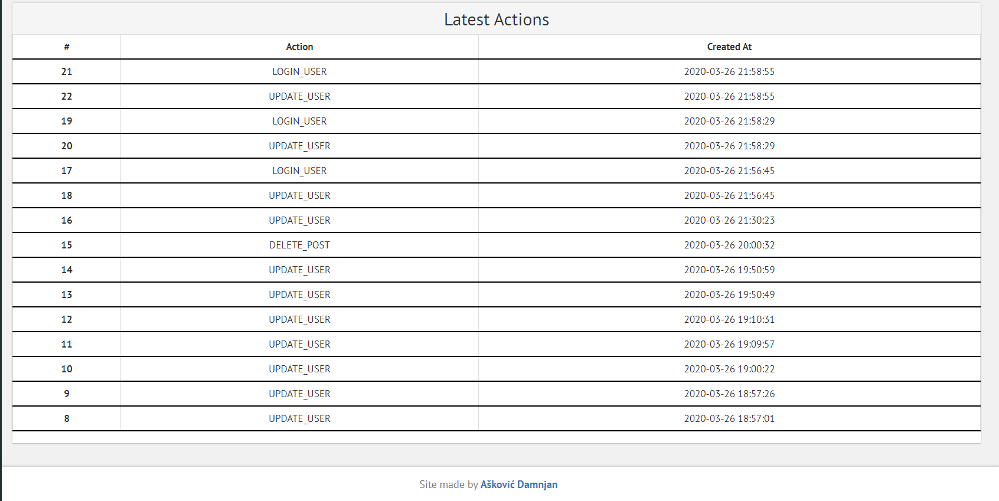 Latest Actions
# Action Created At
21 LOGIN_USER 2020-03-26 21:58:55
22 UPDATE_USER 2020-03-26 21:58:55
19 LOGIN_USER 2020-03-26 21:58:29
20 UPDATE_USER 2020-03-26 21:58:29
17 LOGIN_USER 2020-03-26 21:56:45
18 UPDATE_USER 2020-03-26 21:56:45
16 UPDATE_USER 2020-03-26 21:30:23
15 DELETE_POST 2020-03-26 20:00:32
14 UPDATE_USER 2020-03-26 19:50:59
13 UPDATE_USER 2020-03-26 19:50:49
12 UPDATE_USER 2020-03-26 19:10:31
11 UPDATE_USER 2020-03-26 19:09:57
10 UPDATE_USER 2020-03-26 19:00:22
9 UPDATE_USER 2020-03-26 18:57:26
8 UPDATE_USER 2020-03-26 18:57:01
Site made by Ašković Damnjan